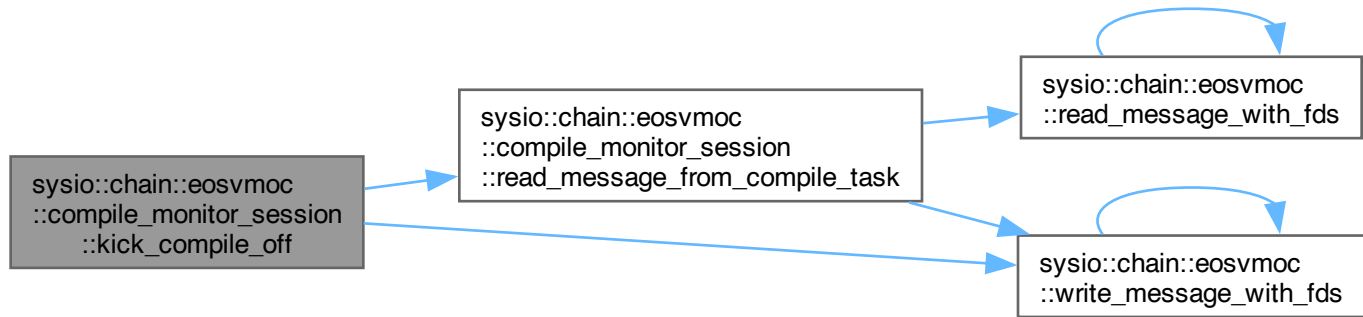 sysio::chain::eosvmoc
::compile_monitor_session
::kick_compile_off
sysio::chain::eosvmoc
::compile_monitor_session
::read_message_from_compile_task
sysio::chain::eosvmoc
::read_message_with_fds
sysio::chain::eosvmoc
::write_message_with_fds